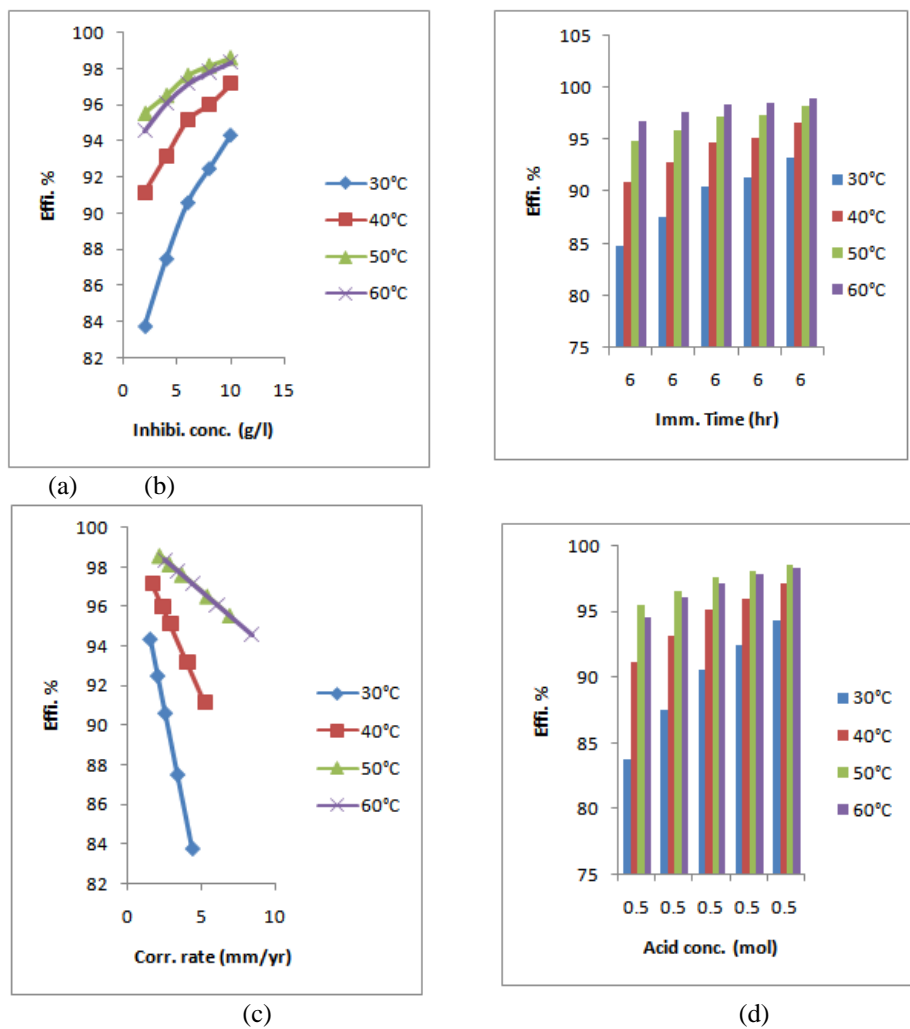 100
98
96
94
92
90
88
86
84
82
0 5 10 15
Effi. %
Inhibi. conc. (g/l)
30°C
40°C
50°C
60°C
105
100
95
90
85
80
75
6 6 6 6 6
Effi. %
Imm. Time (hr)
30°C
40°C
50°C
60°C
(a) (b)
100
98
96
94
92
90
88
86
84
82
0 5 10
Effi. %
Corr. rate (mm/yr)
30°C
40°C
50°C
60°C
100
95
90
85
80
75
0.5 0.5 0.5 0.5 0.5
Effi. %
Acid conc. (mol)
30°C
40°C
50°C
60°C
(c) (d)